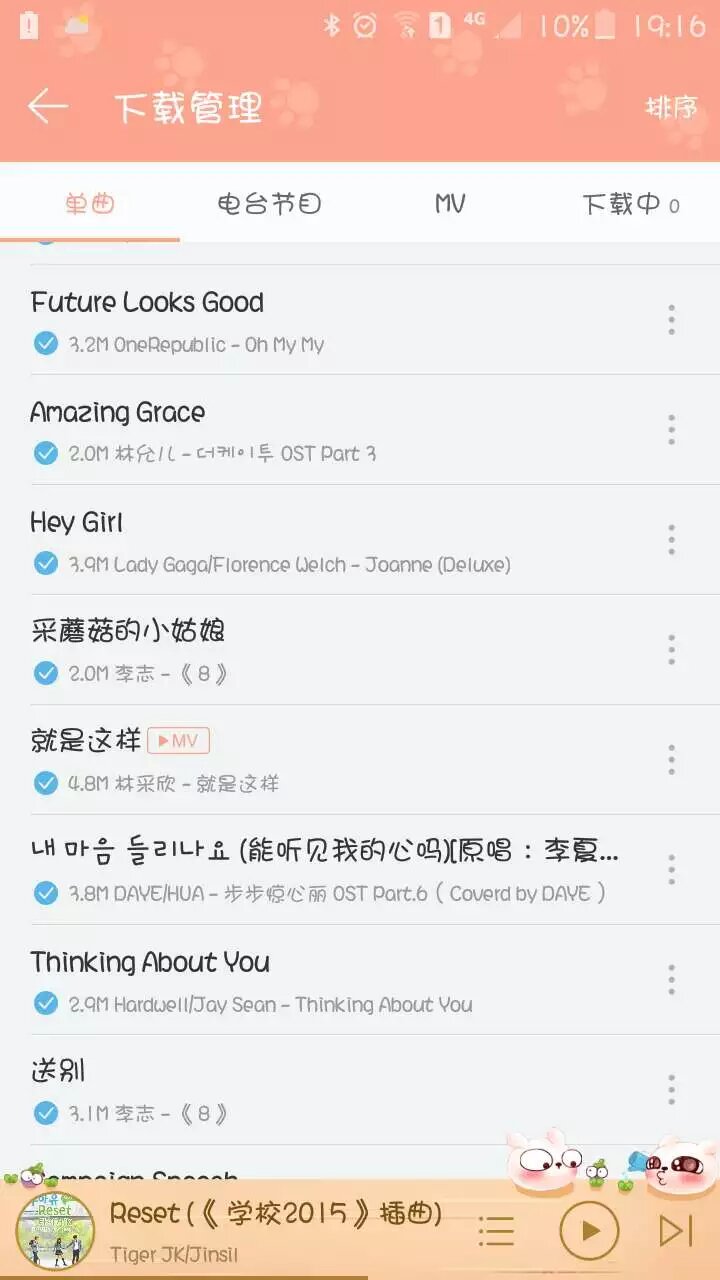 1 4G 10% 19:16
下载管理 排序
单曲 电台节目 MV 下载中 0
Future Looks Good
3.2M OneRepublic - Oh My My
Amazing Grace
2.0M 林允儿 - 더케이투 OST Part 3
Hey Girl
3.9M Lady Gaga/Florence Welch - Joanne (Deluxe)
采蘑菇的小姑娘
2.0M 李志 - 《 8 》
就是这样 MV
4.8M 林采欣 - 就是这样
내 마음 들리나요 (能听见我的心吗)[原唱 : 李夏...
3.8M DAYE/HUA - 步步惊心丽 OST Part.6 ( Coverd by DAYE )
Thinking About You
2.9M Hardwell/Jay Sean - Thinking About You
送别
3.1M 李志 - 《 8 》
Campaign Speech
Reset
Reset (《 学校2015 》插曲)
Tiger JK/Jinsil